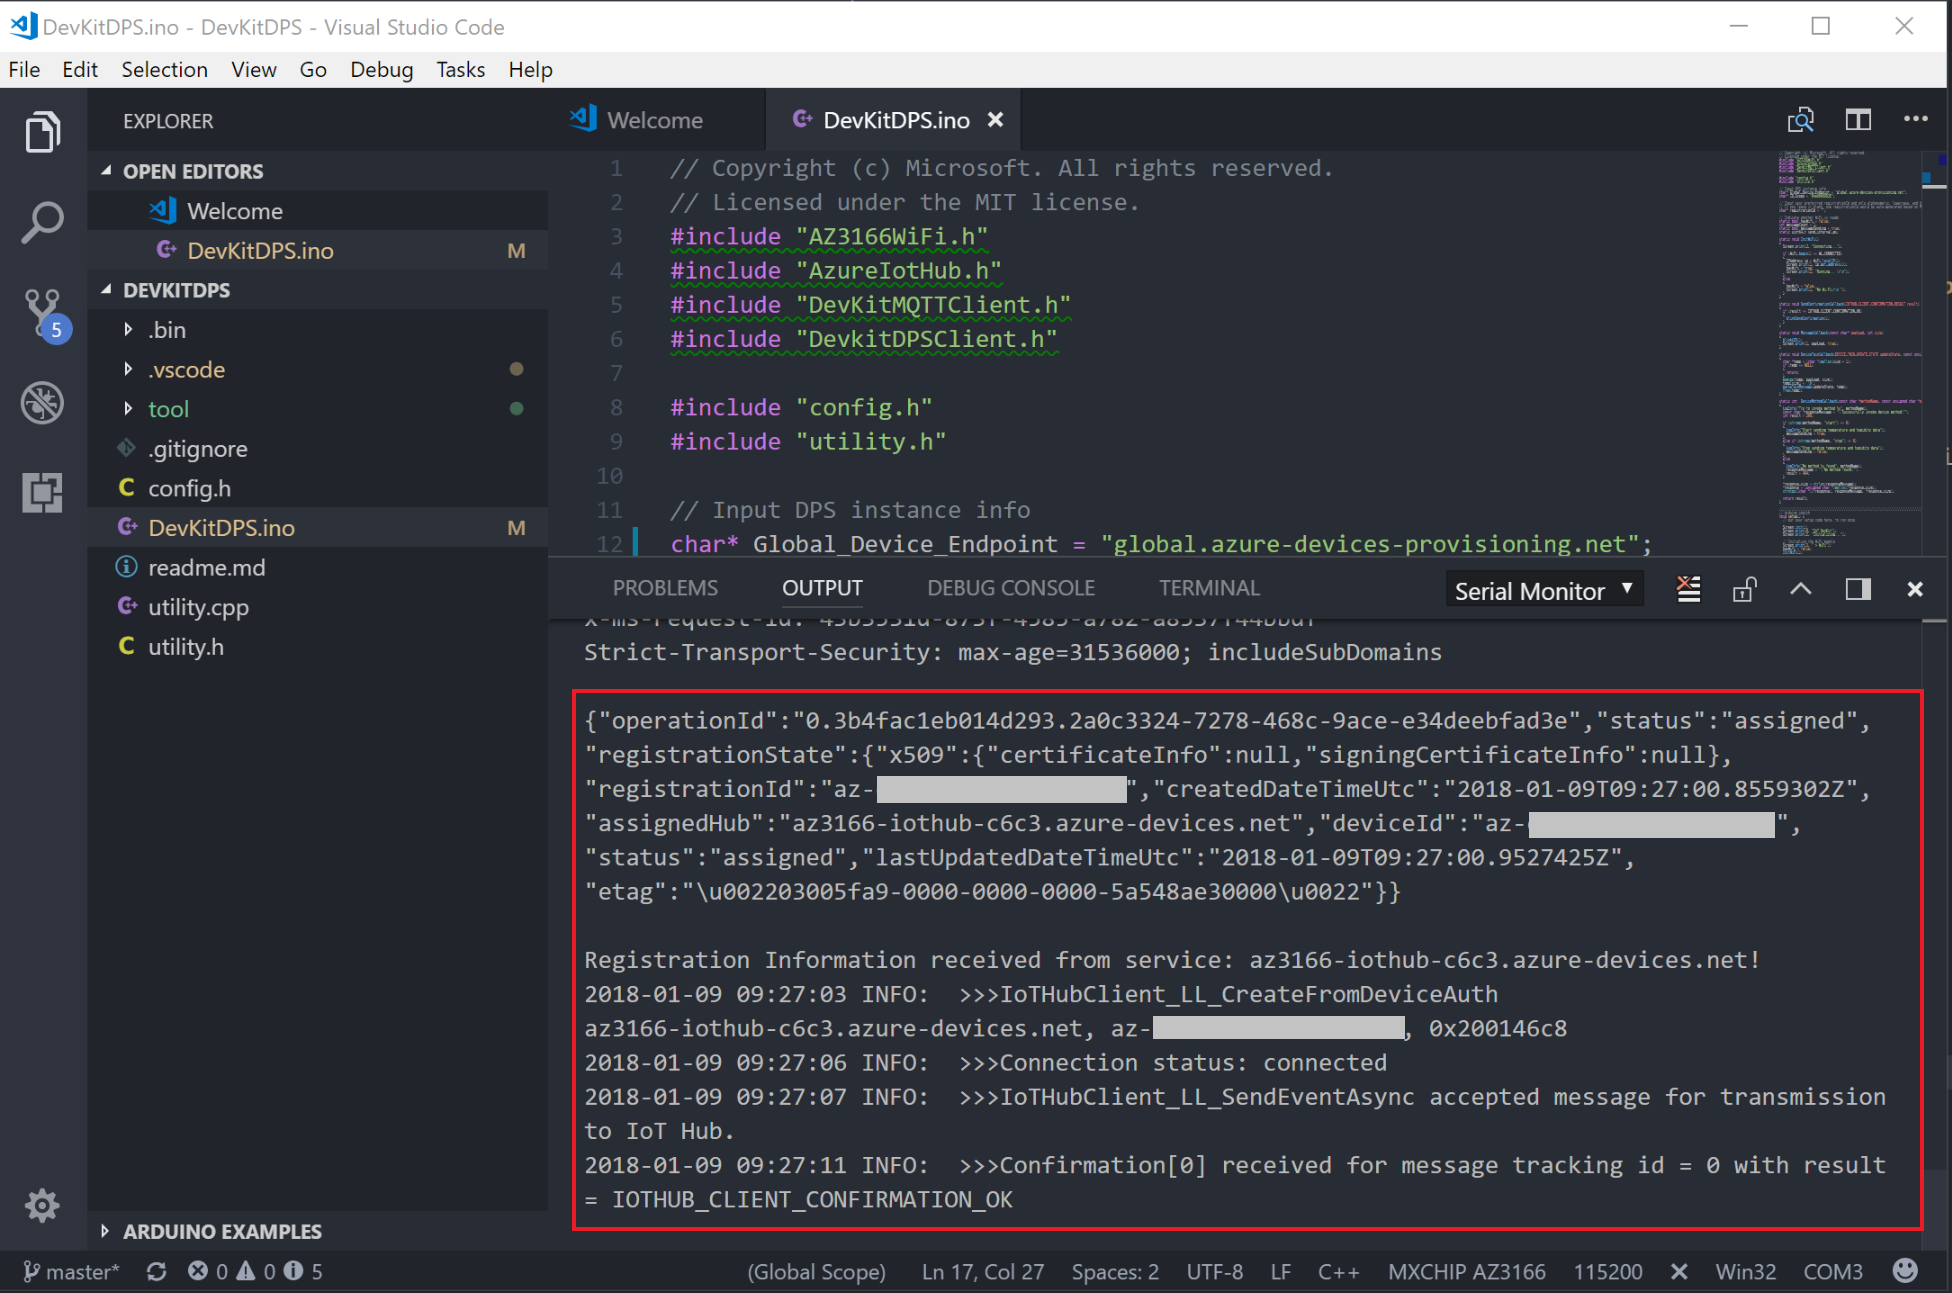 DevKitDPS.ino - DevKitDPS - Visual Studio Code
File Edit Selection View Go Debug Tasks Help
EXPLORER
OPEN EDITORS
Welcome
DevKitDPS.ino M
DEVKITDPS
.bin
.vscode
tool
.gitignore
C config.h
DevKitDPS.ino M
readme.md
utility.cpp
C utility.h
ARDUINO EXAMPLES
5
Welcome DevKitDPS.ino
1 // Copyright (c) Microsoft. All rights reserved.
2 // Licensed under the MIT license.
3 #include "AZ3166WiFi.h"
4 #include "AzureIotHub.h"
5 #include "DevKitMQTTClient.h"
6 #include "DevkitDPSClient.h"
7
8 #include "config.h"
9 #include "utility.h"
10
11 // Input DPS instance info
12 char* Global_Device_Endpoint = "global.azure-devices-provisioning.net";
PROBLEMS OUTPUT DEBUG CONSOLE TERMINAL Serial Monitor
Strict-Transport-Security: max-age=31536000; includeSubDomains
{"operationId":"0.3b4fac1eb014d293.2a0c3324-7278-468c-9ace-e34deebfad3e","status":"assigned",
"registrationState":{"x509":{"certificateInfo":null,"signingCertificateInfo":null},
"registrationId":"az- ","createdDateTimeUtc":"2018-01-09T09:27:00.8559302Z",
"assignedHub":"az3166-iothub-c6c3.azure-devices.net","deviceId":"az- ",
"status":"assigned","lastUpdatedDateTimeUtc":"2018-01-09T09:27:00.9527425Z",
"etag":"\u002203005fa9-0000-0000-0000-5a548ae30000\u0022"}}
Registration Information received from service: az3166-iothub-c6c3.azure-devices.net!
2018-01-09 09:27:03 INFO: >>>IoTHubClient_LL_CreateFromDeviceAuth
az3166-iothub-c6c3.azure-devices.net, az- , 0x200146c8
2018-01-09 09:27:06 INFO: >>>Connection status: connected
2018-01-09 09:27:07 INFO: >>>IoTHubClient_LL_SendEventAsync accepted message for transmission
to IoT Hub.
2018-01-09 09:27:11 INFO: >>>Confirmation[0] received for message tracking id = 0 with result
= IOTHUB_CLIENT_CONFIRMATION_OK
master* 0 0 5 (Global Scope) Ln 17, Col 27 Spaces: 2 UTF-8 LF C++ MXCHIP AZ3166 115200 Win32 COM3